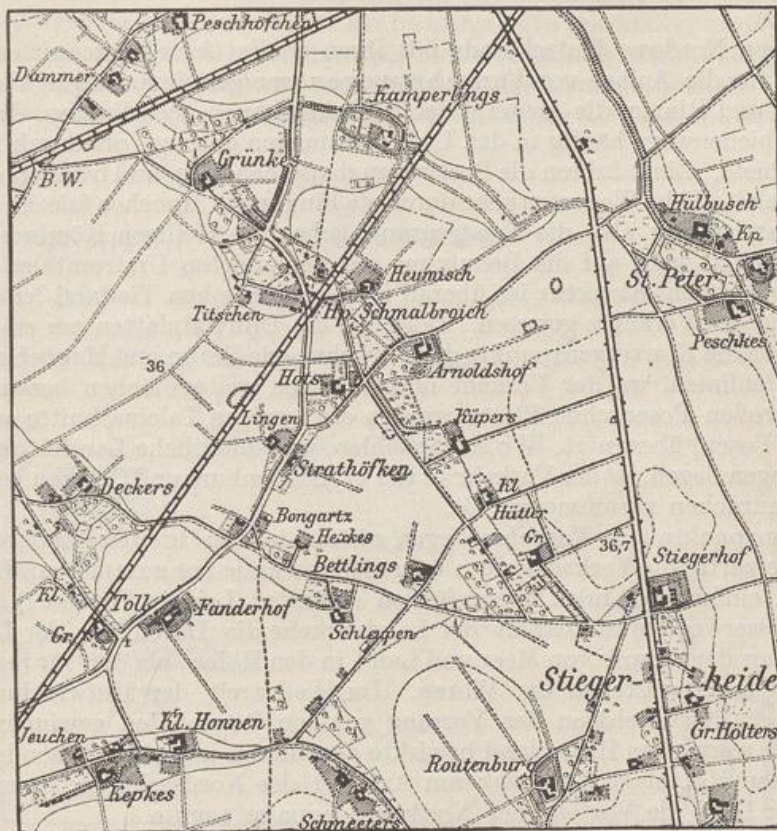 Peschhöfchen
Dammer
Kamperlings
B.W.
Grünke
Hülbusch
Kp.
Heumisch
St. Peter
Titschen
Hp. Schmalbroich
Peschkes
36
Arnoldshof
Hors
Küpers
Lingen
Strathöfken
Kl.
Deckers
Hütter
Bongartz
Gr.
Hexkes
36,7
Bettlings
Stiegerhof
Kl.
Toll
Fanderhof
Gr.
Schluppen
Stieger-heide
Kl. Honnen
Jeuchen
Gr. Hölters
Routenburg
Kepkes
Schmeeters